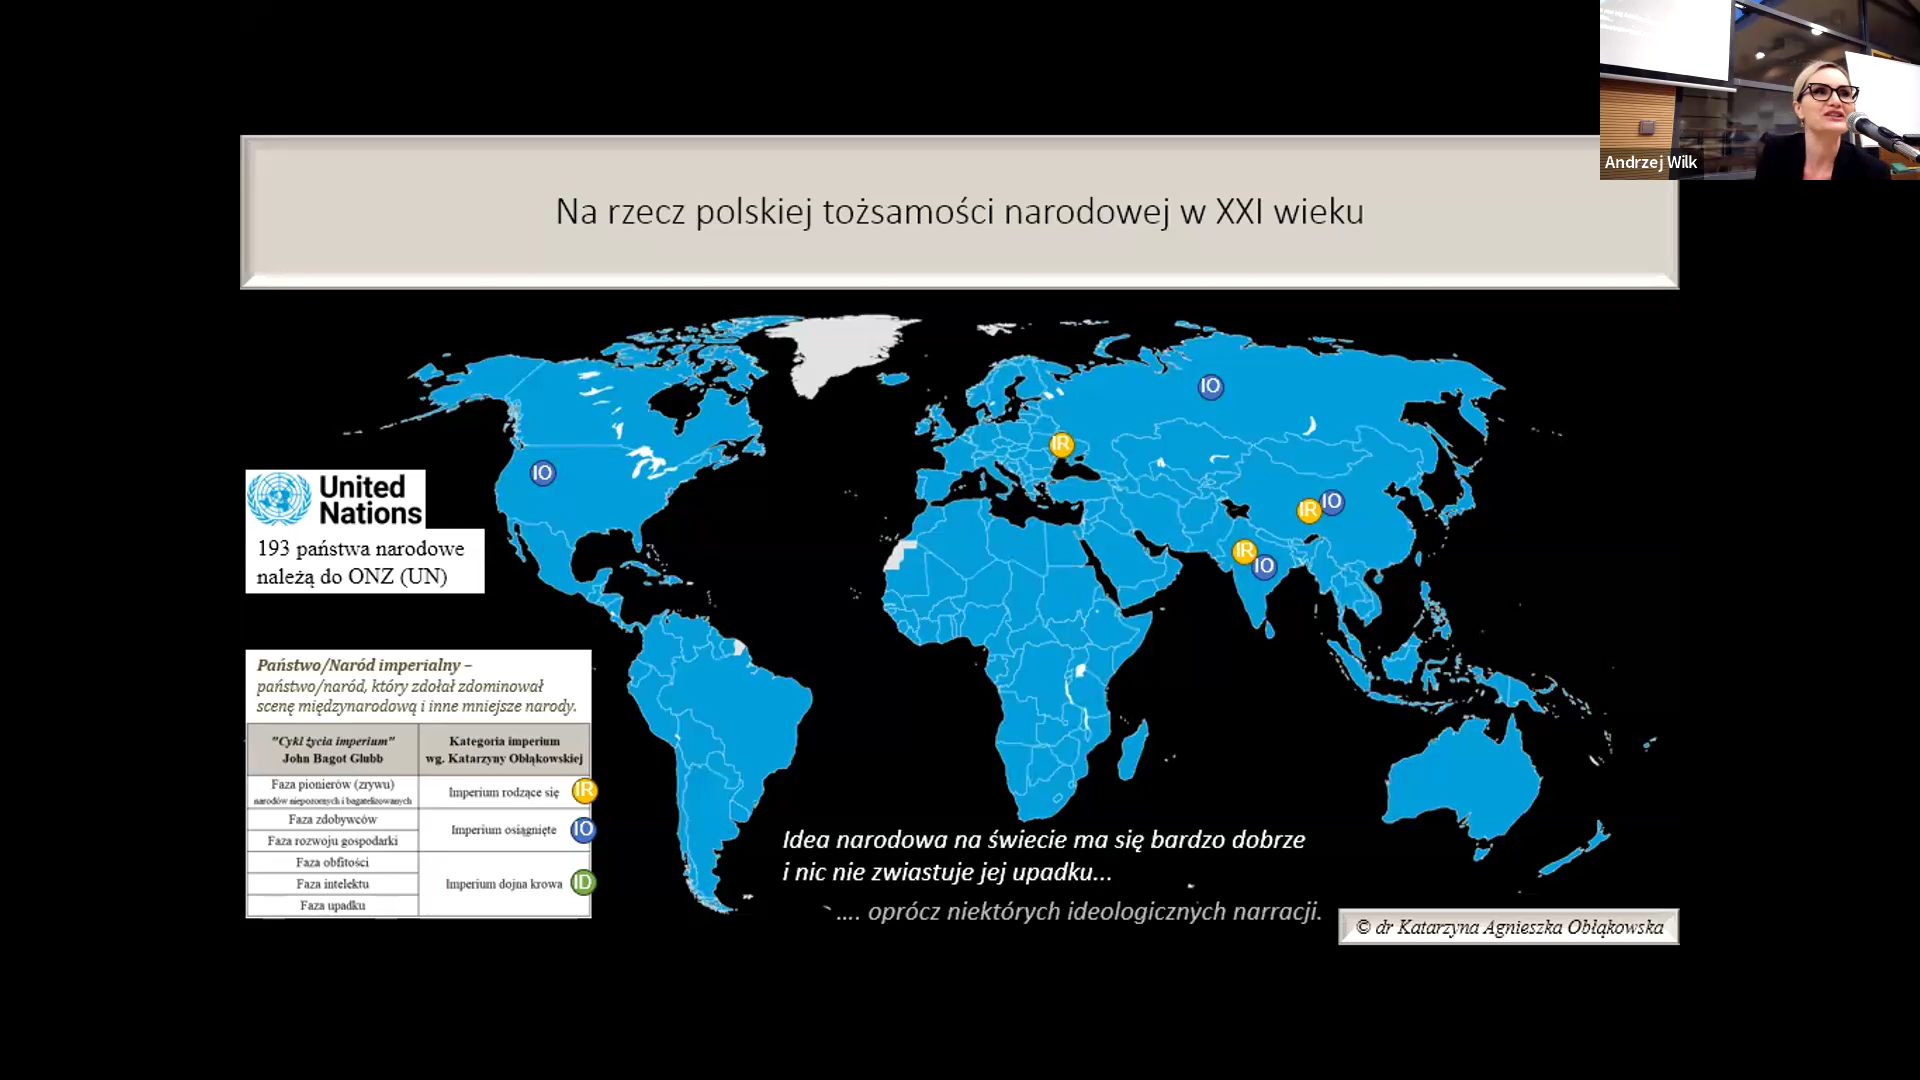 Andrzej Wilk
Na rzecz polskiej tożsamości narodowej w XXI wieku
IO
IR
IO
IR
IO
IR
IO
United
Nations
193 państwa narodowe
należą do ONZ (UN)
Państwo/Naród imperialny –
państwo/naród, który zdołał zdominował
scenę międzynarodową i inne mniejsze narody.
"Cykl życia imperium"
John Bagot Glubb
Kategoria imperium
wg. Katarzyny Obłąkowskiej
Faza pionierów (zrywu)
narodów niepozornych i bagatelizowanych
Imperium rodzące się
IR
Faza zdobywców
Faza rozwoju gospodarki
Imperium osiągnięte
IO
Faza obfitości
Faza intelektu
Faza upadku
Imperium dojna krowa
ID
Idea narodowa na świecie ma się bardzo dobrze
i nic nie zwiastuje jej upadku...
.... oprócz niektórych ideologicznych narracji.
© dr Katarzyna Agnieszka Obłąkowska